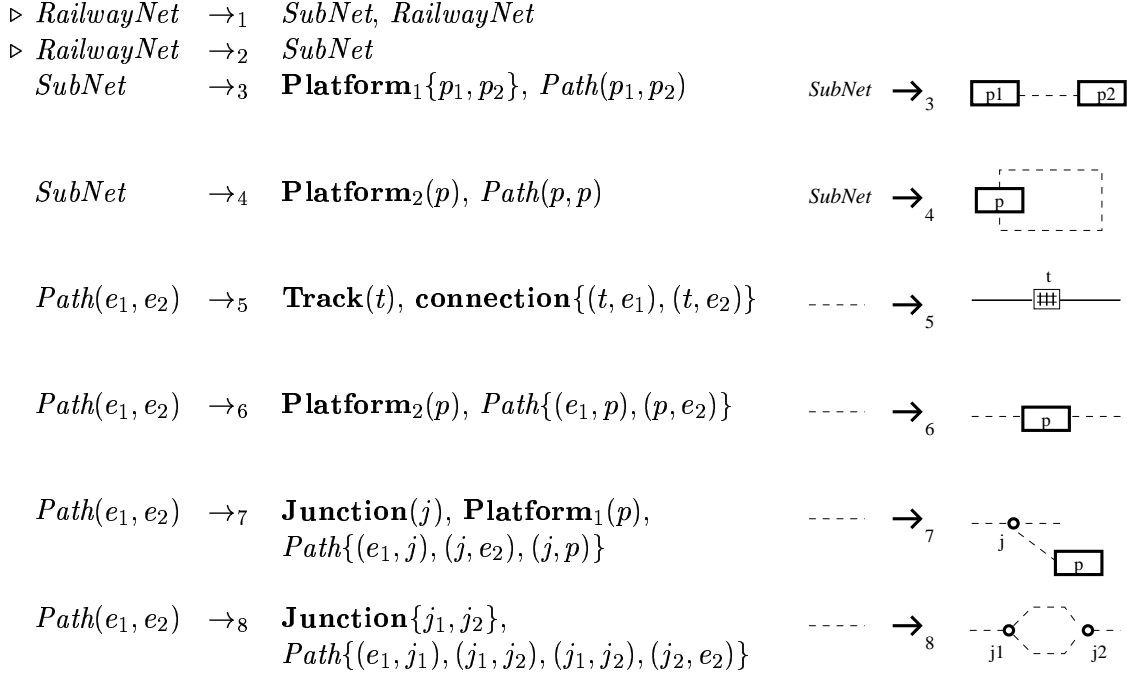 ▹ RailwayNet →₁ SubNet, RailwayNet
▹ RailwayNet →₂ SubNet
SubNet →₃ Platform₁{p₁, p₂}, Path(p₁, p₂) SubNet →₃ p1 p2
SubNet →₄ Platform₂(p), Path(p, p) SubNet →₄ p
t
Path(e₁, e₂) →₅ Track(t), connection{(t, e₁), (t, e₂)} →₅
Path(e₁, e₂) →₆ Platform₂(p), Path{(e₁, p), (p, e₂)} →₆ p
Path(e₁, e₂) →₇ Junction(j), Platform₁(p), →₇ j
Path{(e₁, j), (j, e₂), (j, p)} p
Path(e₁, e₂) →₈ Junction{j₁, j₂}, →₈
Path{(e₁, j₁), (j₁, j₂), (j₁, j₂), (j₂, e₂)} j1 j2